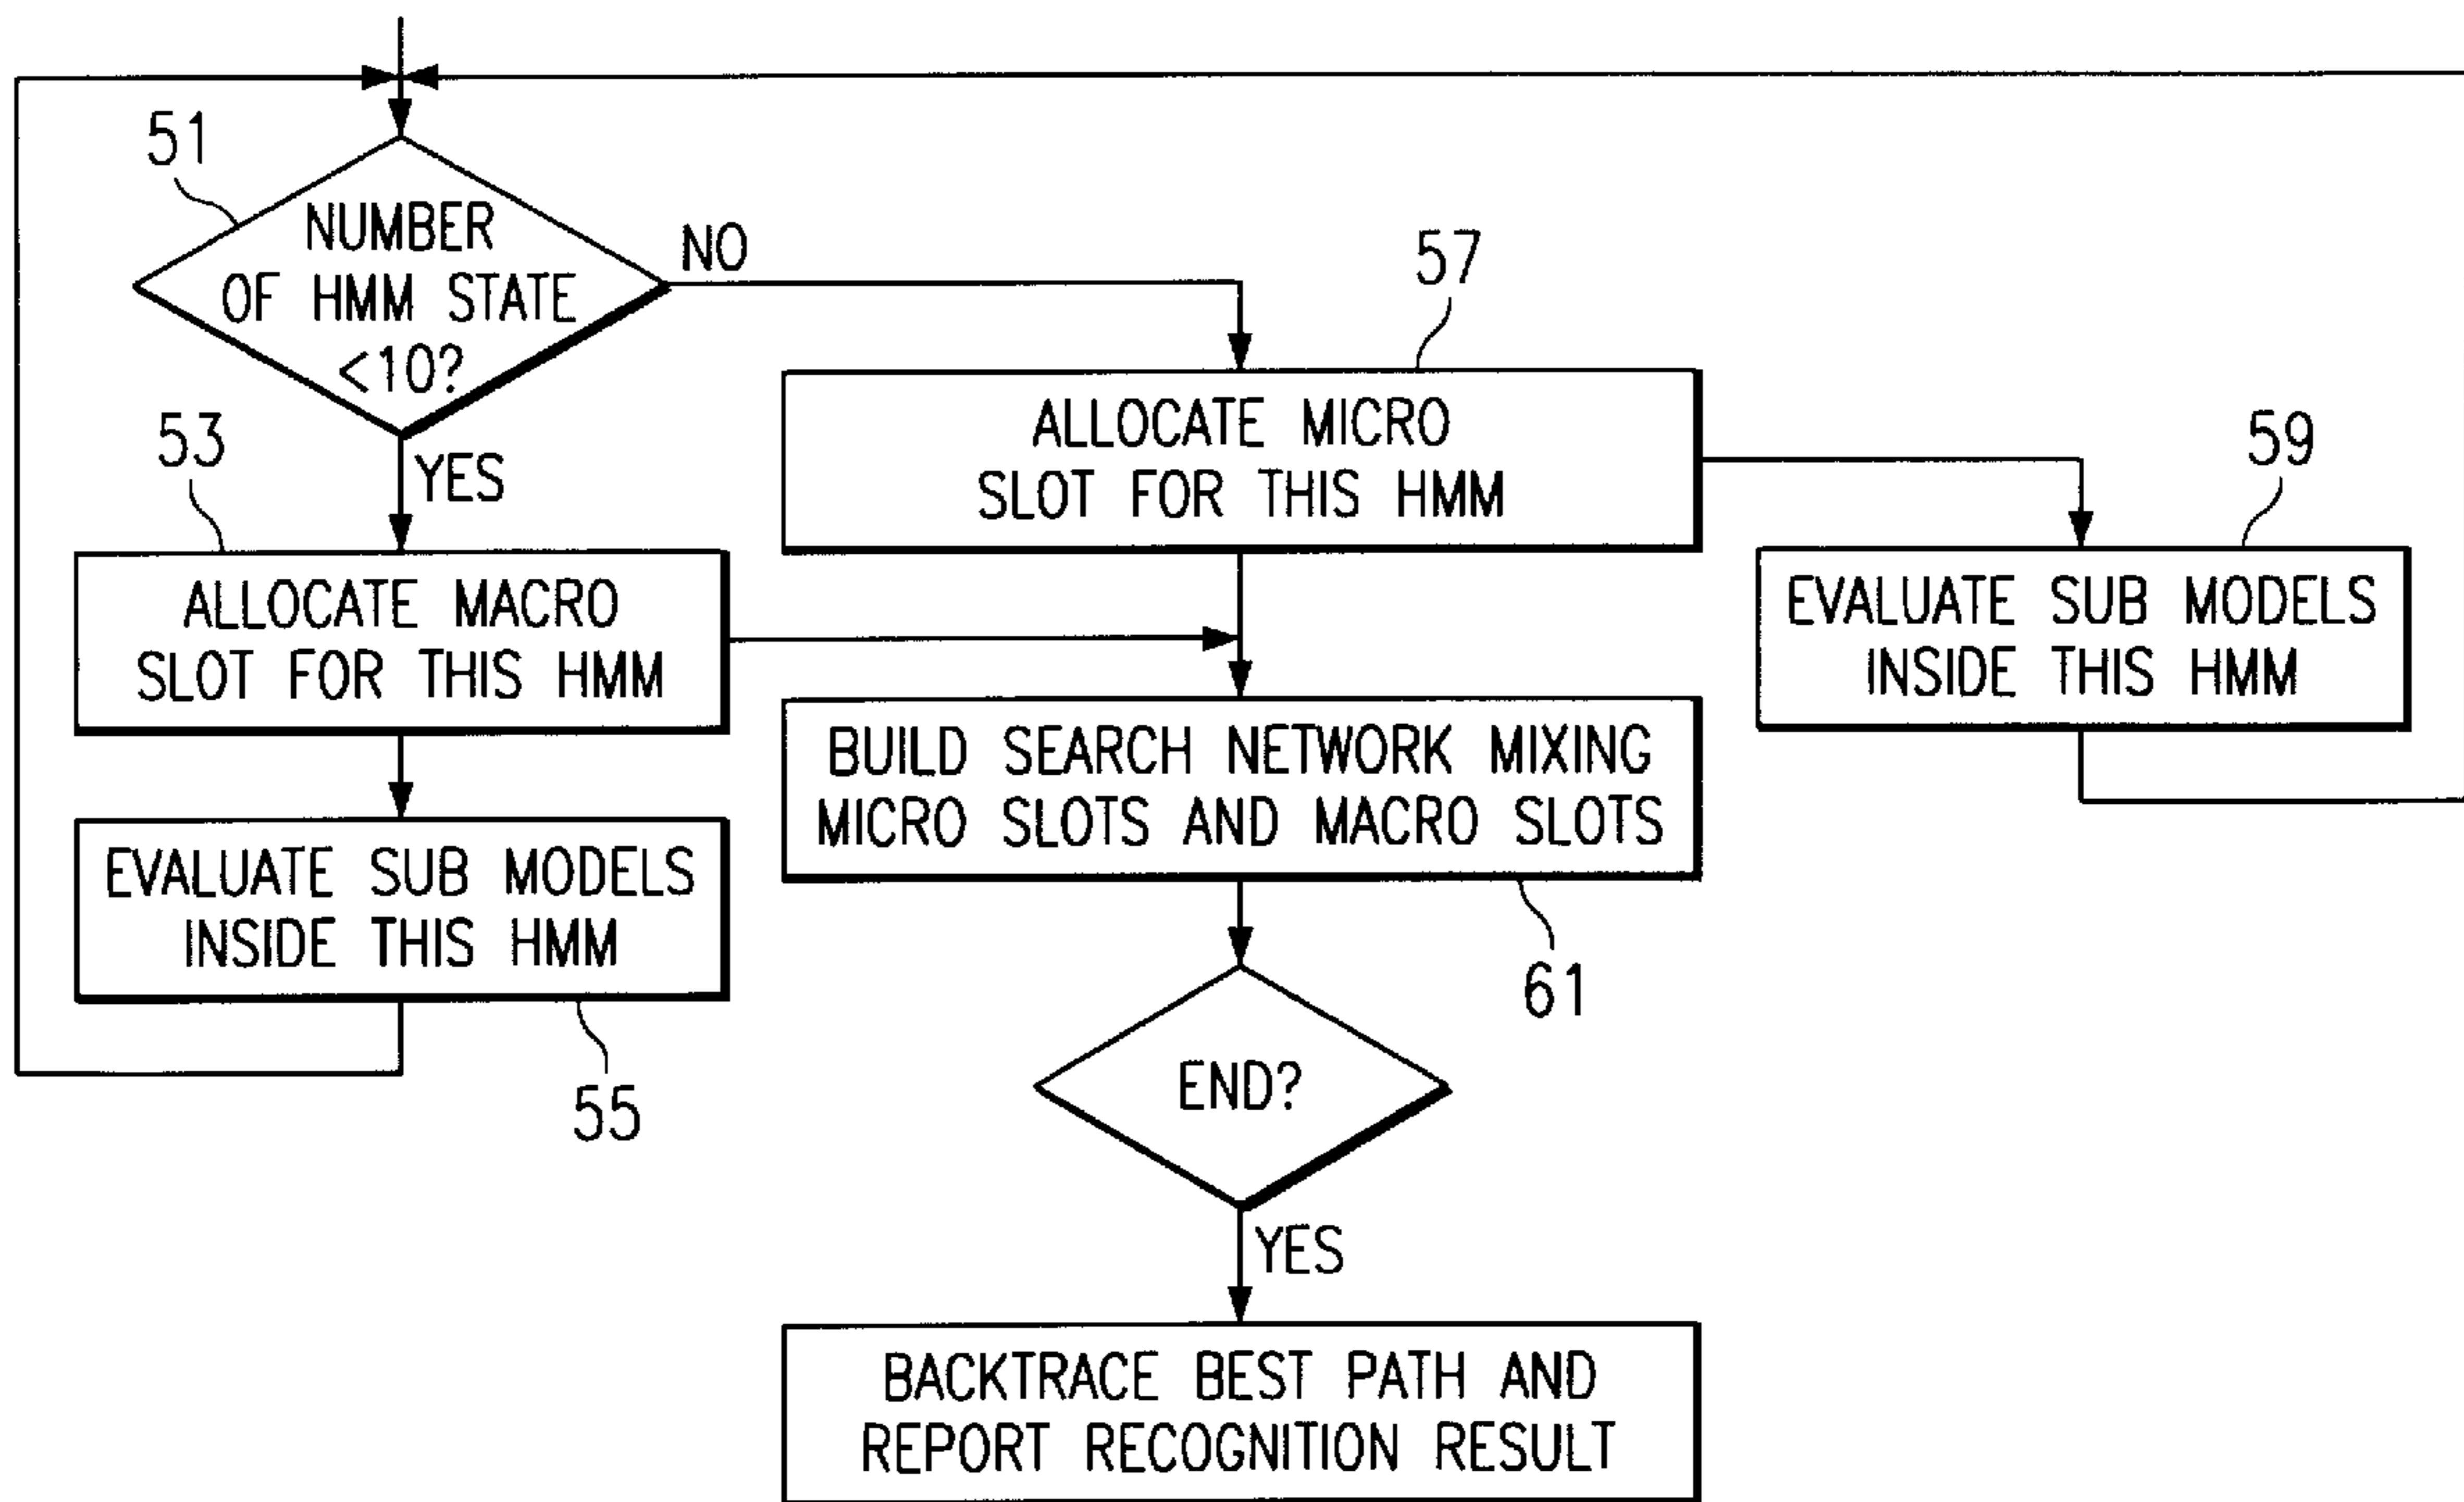 51
NUMBER
OF HMM STATE
<10?
NO
YES
57
ALLOCATE MICRO
SLOT FOR THIS HMM
53
ALLOCATE MACRO
SLOT FOR THIS HMM
59
EVALUATE SUB MODELS
INSIDE THIS HMM
EVALUATE SUB MODELS
INSIDE THIS HMM
55
BUILD SEARCH NETWORK MIXING
MICRO SLOTS AND MACRO SLOTS
61
END?
YES
BACKTRACE BEST PATH AND
REPORT RECOGNITION RESULT